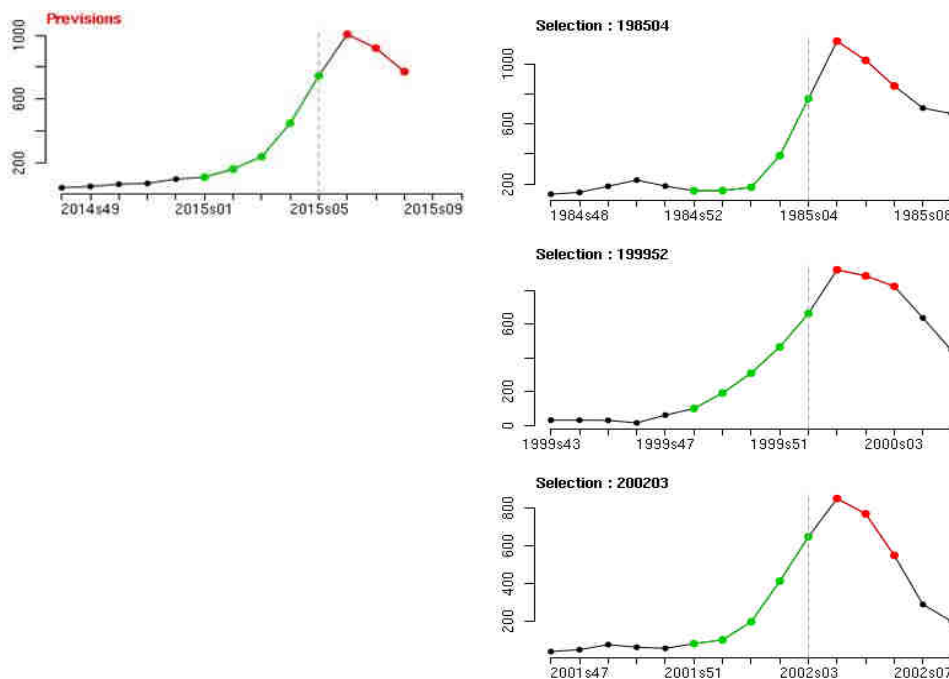 Previsions
1000
600
200
2014s49 2015s01 2015s05 2015s09
Selection : 198504
1000
600
200
1984s48 1984s52 1985s04 1985s08
Selection : 199952
600
200
0
1999s43 1999s47 1999s51 2000s03
Selection : 200203
800
600
400
200
2001s47 2001s51 2002s03 2002s07